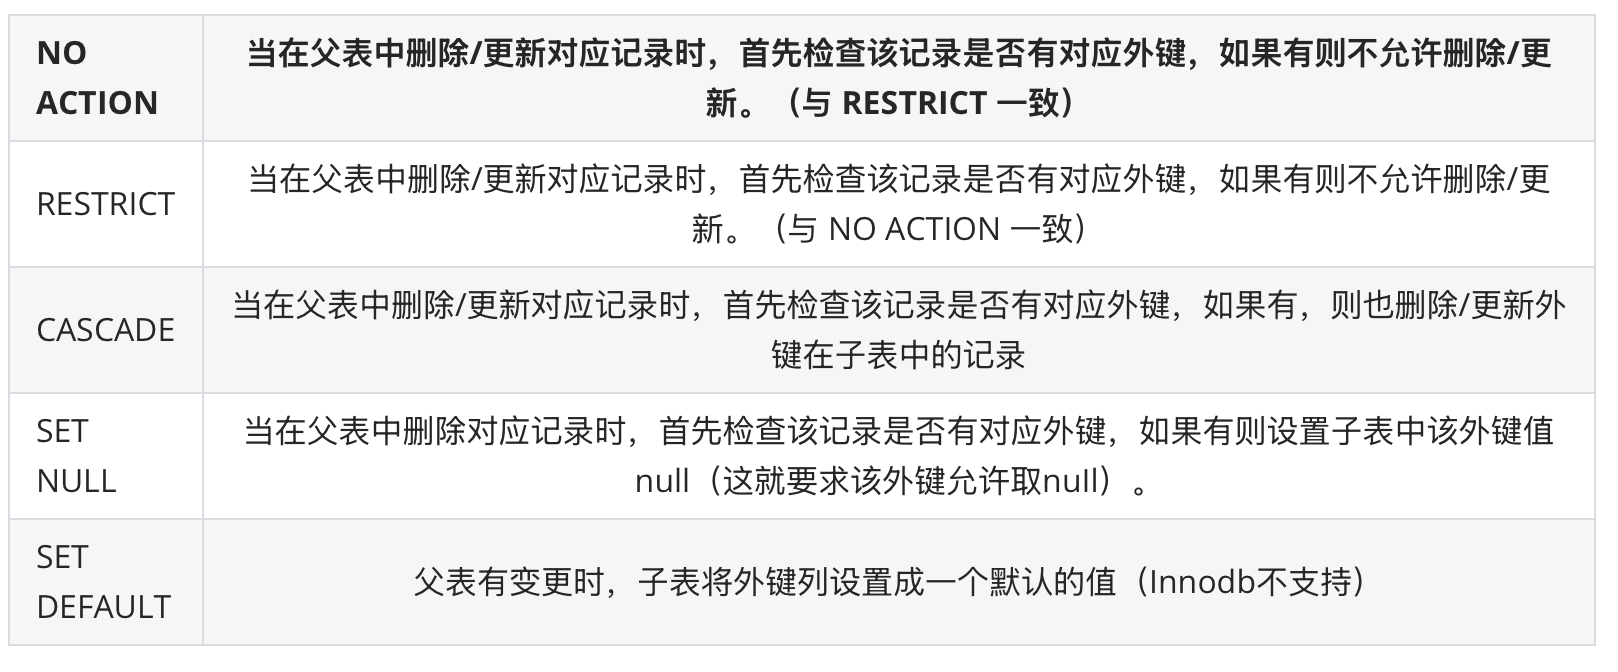 NO
ACTION
当在父表中删除/更新对应记录时，首先检查该记录是否有对应外键，如果有则不允许删除/更
新。（与 RESTRICT 一致）
RESTRICT
当在父表中删除/更新对应记录时，首先检查该记录是否有对应外键，如果有则不允许删除/更
新。（与 NO ACTION 一致）
CASCADE
当在父表中删除/更新对应记录时，首先检查该记录是否有对应外键，如果有，则也删除/更新外
键在子表中的记录
SET
NULL
当在父表中删除对应记录时，首先检查该记录是否有对应外键，如果有则设置子表中该外键值
null（这就要求该外键允许取null）。
SET
DEFAULT
父表有变更时，子表将外键列设置成一个默认的值（Innodb不支持）